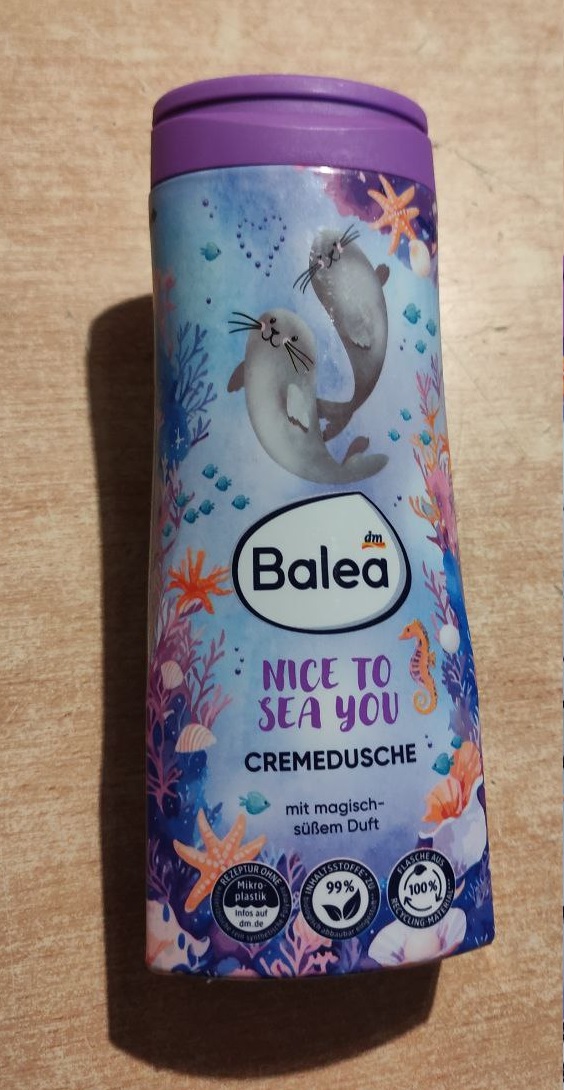 dm
Balea
NICE TO
SEA YOU
CREMEDUSCHE
mit magisch-
süßem Duft
REZEPTUR OHNE
Mikro-
plastik
Infos auf
dm.de
INHALTSSTOFFE: ZU
99%
FLASCHE AUS
100%
RECYCLING-MATERIAL